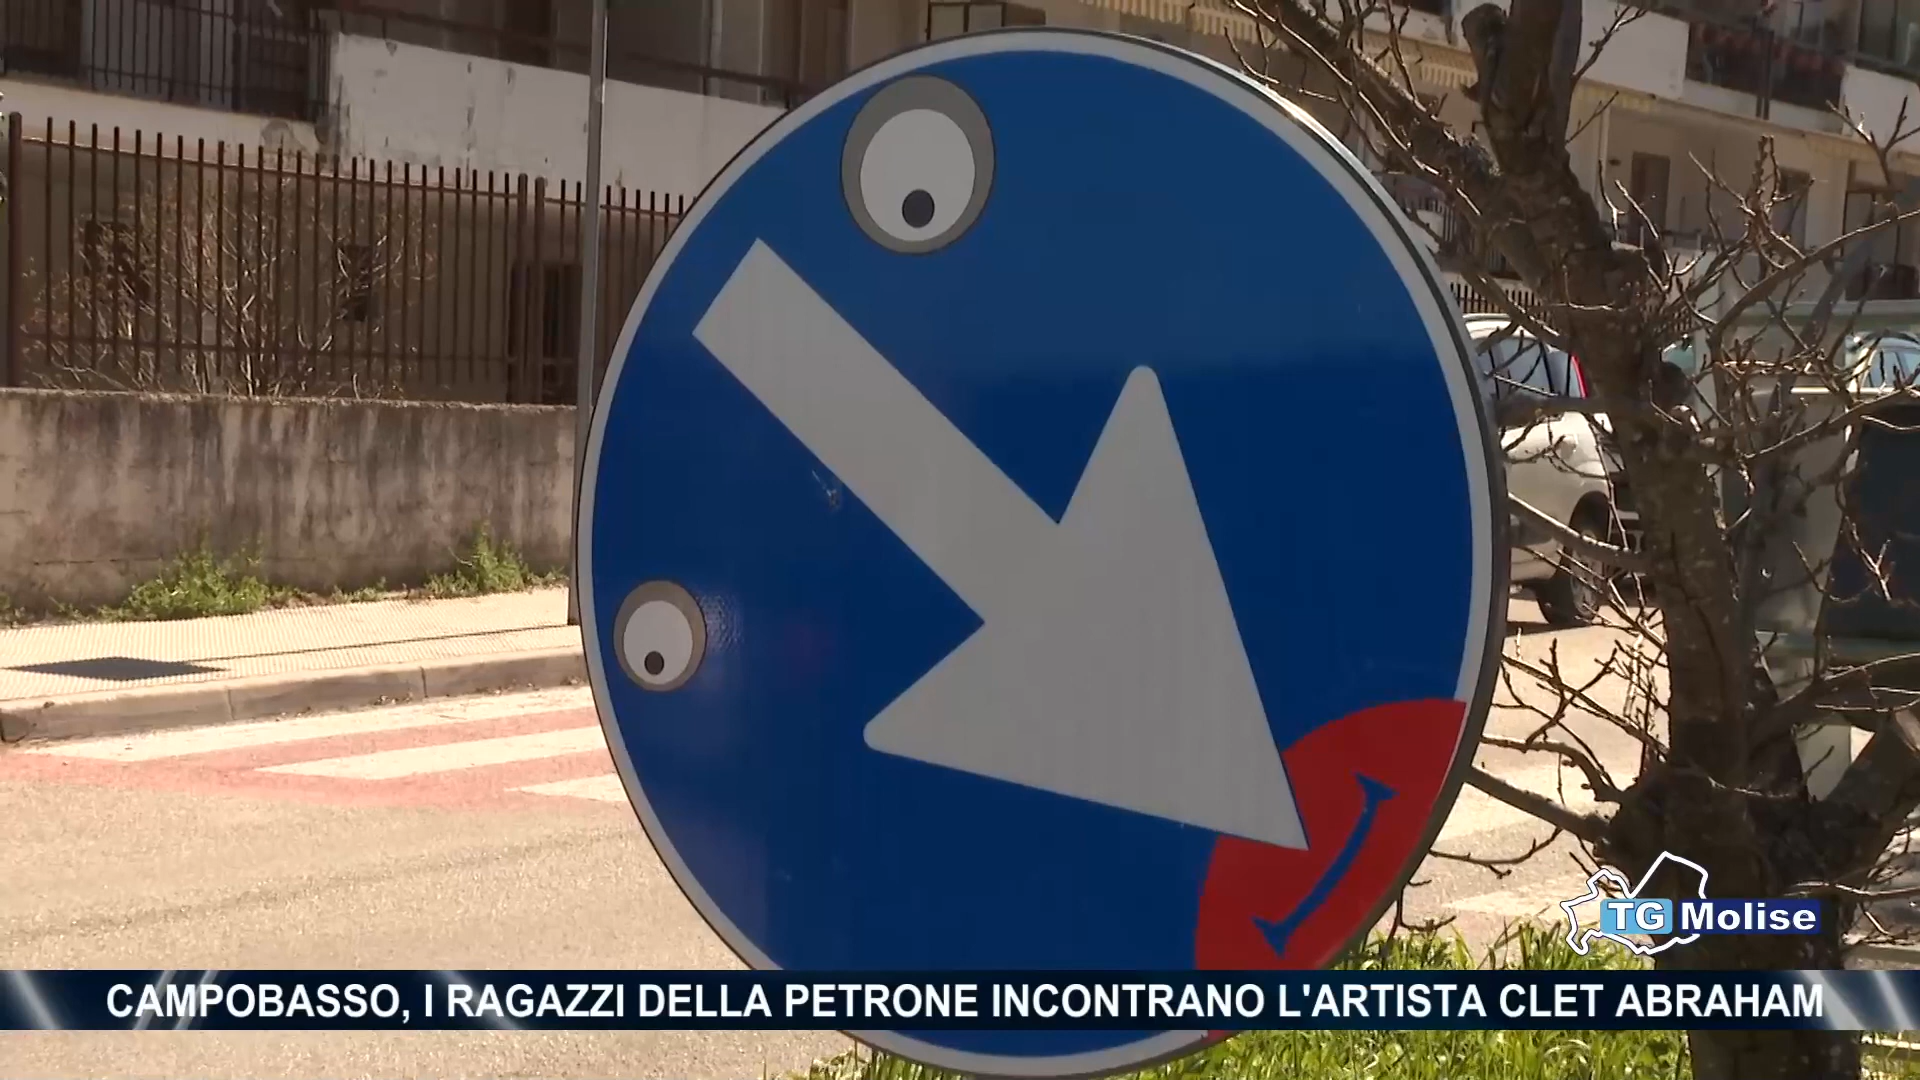 TG Molise
CAMPOBASSO, I RAGAZZI DELLA PETRONE INCONTRANO L'ARTISTA CLET ABRAHAM